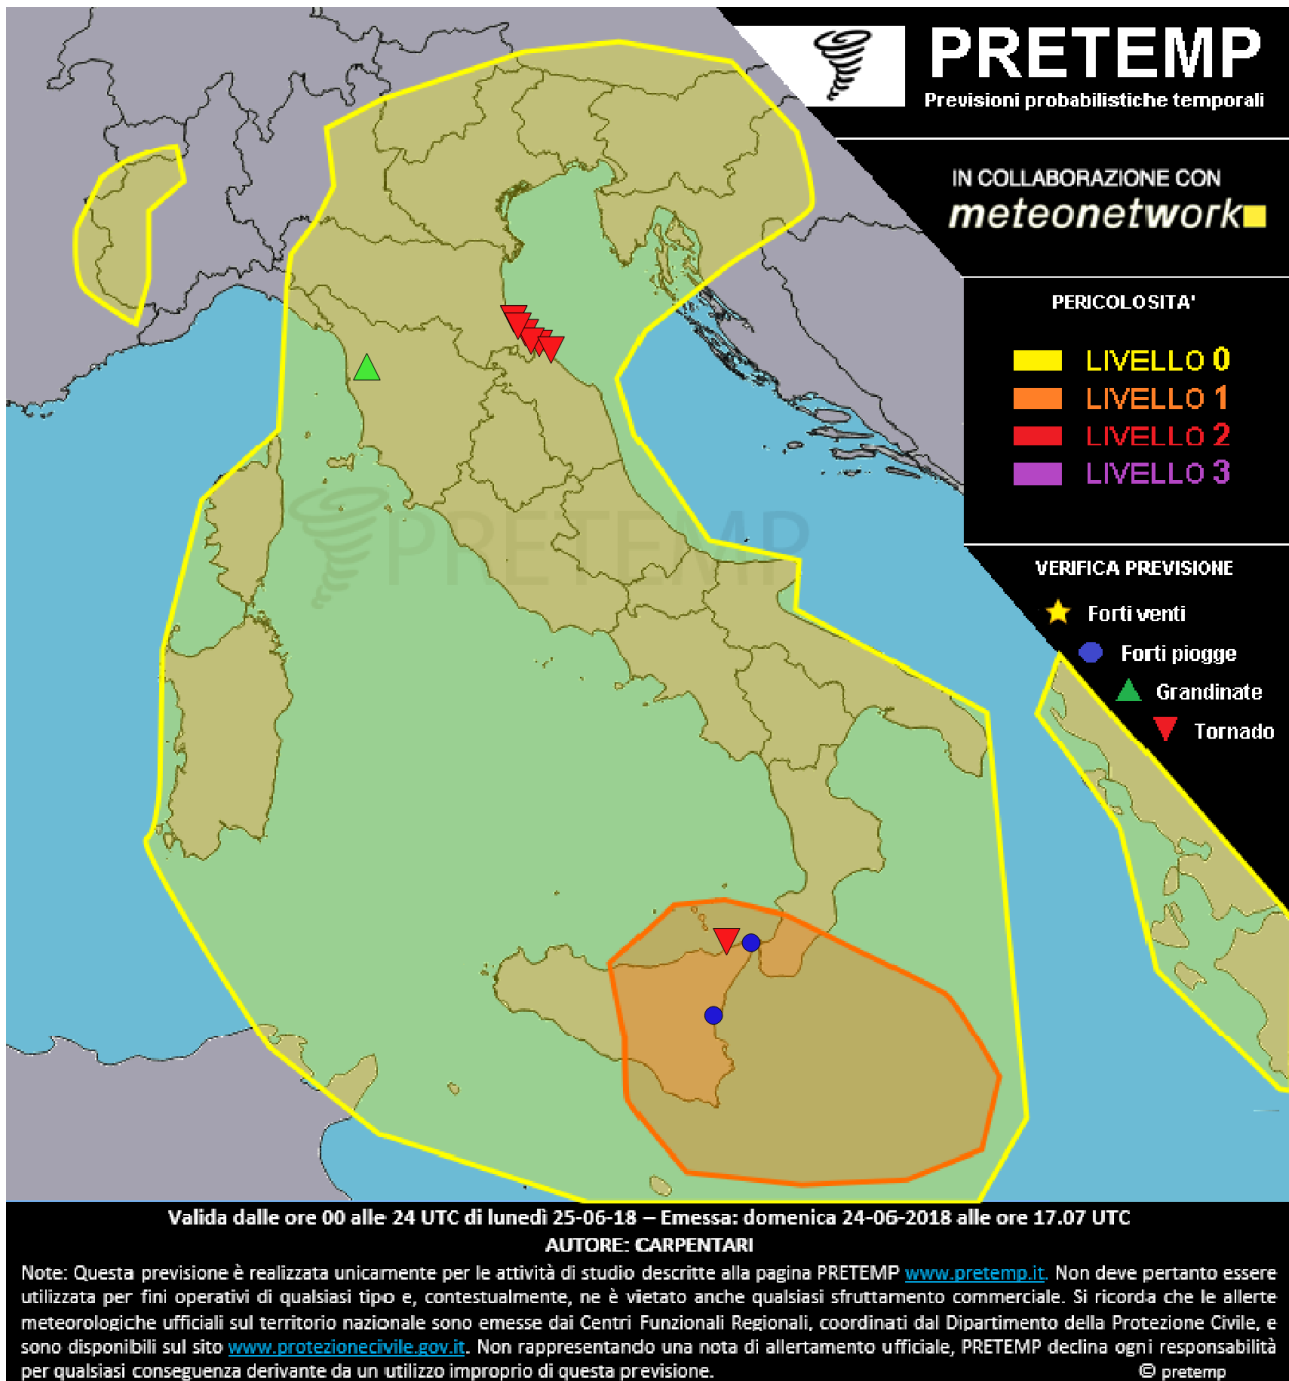 PRETEMP
Previsioni probabilistiche temporali
IN COLLABORAZIONE CON
meteonetwork
PERICOLOSITA'
LIVELLO 0
LIVELLO 1
LIVELLO 2
LIVELLO 3
VERIFICA PREVISIONE
Forti venti
Forti piogge
Grandinate
Tornado
PRETEMP
Valida dalle ore 00 alle 24 UTC di lunedì 25-06-18 – Emessa: domenica 24-06-2018 alle ore 17.07 UTC
AUTORE: CARPENTARI
Note: Questa previsione è realizzata unicamente per le attività di studio descritte alla pagina PRETEMP www.pretemp.it. Non deve pertanto essere
utilizzata per fini operativi di qualsiasi tipo e, contestualmente, ne è vietato anche qualsiasi sfruttamento commerciale. Si ricorda che le allerte
meteorologiche ufficiali sul territorio nazionale sono emesse dai Centri Funzionali Regionali, coordinati dal Dipartimento della Protezione Civile, e
sono disponibili sul sito www.protezionecivile.gov.it. Non rappresentando una nota di allertamento ufficiale, PRETEMP declina ogni responsabilità
per qualsiasi conseguenza derivante da un utilizzo improprio di questa previsione.
© pretemp